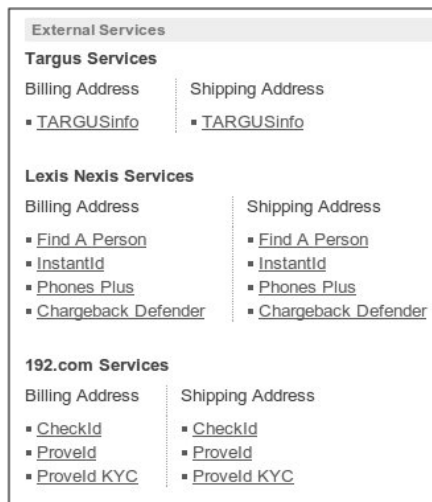 External Services
Targus Services
Billing Address Shipping Address
▪ TARGUSinfo ▪ TARGUSinfo
Lexis Nexis Services
Billing Address Shipping Address
▪ Find A Person ▪ Find A Person
▪ InstantId ▪ InstantId
▪ Phones Plus ▪ Phones Plus
▪ Chargeback Defender ▪ Chargeback Defender
192.com Services
Billing Address Shipping Address
▪ CheckId ▪ CheckId
▪ ProveId ▪ ProveId
▪ ProveId KYC ▪ ProveId KYC